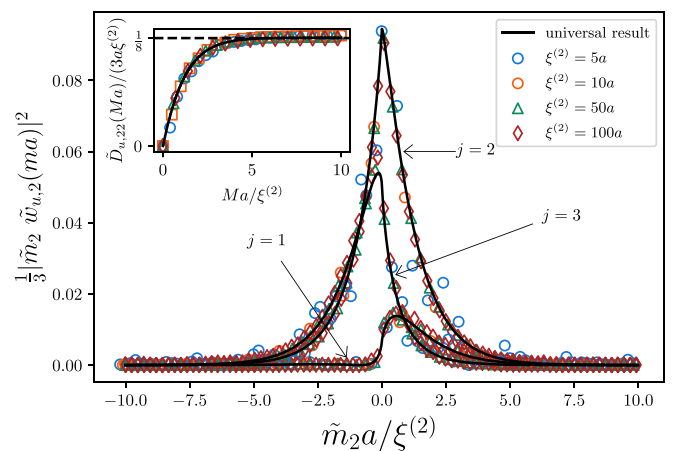 universal result
ξ^(2) = 5a
ξ^(2) = 10a
ξ^(2) = 50a
ξ^(2) = 100a
D̃_{u,22}(Ma)/(3aξ^(2))
1/8
0
0 5 10
Ma/ξ^(2)
j = 1
j = 2
j = 3
1/3|m̃_2 w̃_{u,2}(ma)|^2
0.08
0.06
0.04
0.02
0.00
−10.0 −7.5 −5.0 −2.5 0.0 2.5 5.0 7.5 10.0
m̃_2a/ξ^(2)